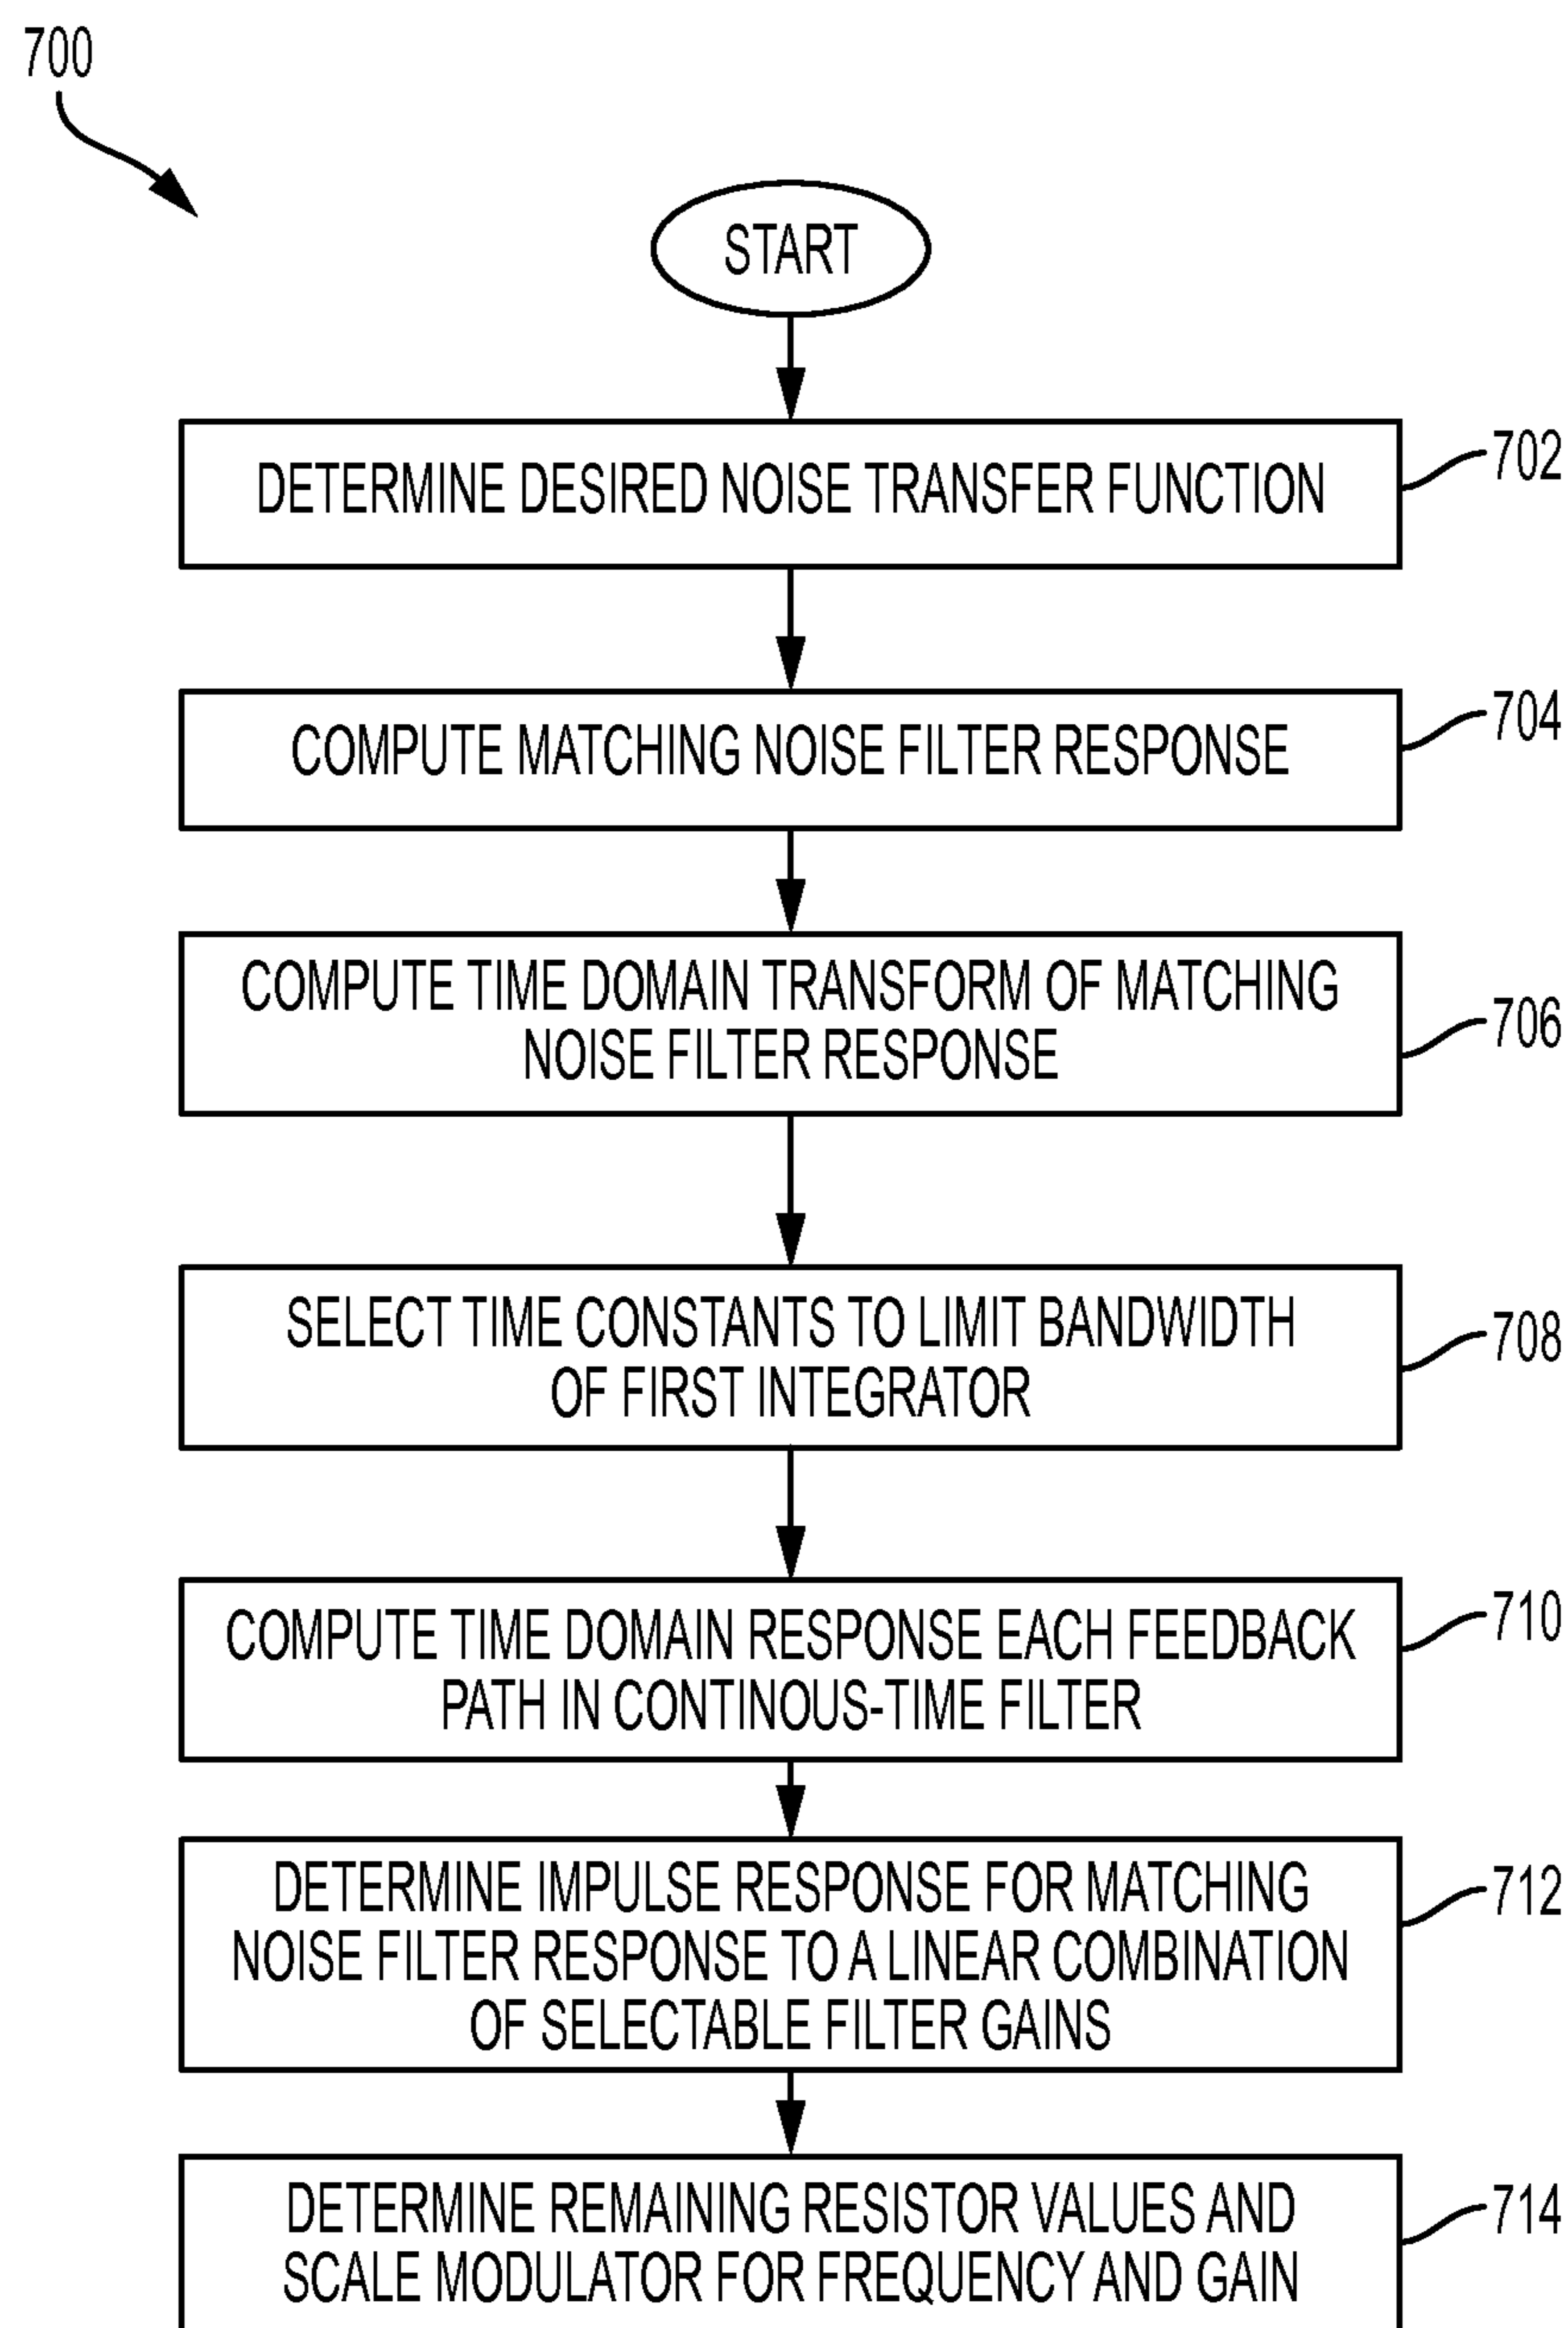 700
START
DETERMINE DESIRED NOISE TRANSFER FUNCTION
702
COMPUTE MATCHING NOISE FILTER RESPONSE
704
COMPUTE TIME DOMAIN TRANSFORM OF MATCHING
NOISE FILTER RESPONSE
706
SELECT TIME CONSTANTS TO LIMIT BANDWIDTH
OF FIRST INTEGRATOR
708
COMPUTE TIME DOMAIN RESPONSE EACH FEEDBACK
PATH IN CONTINOUS-TIME FILTER
710
DETERMINE IMPULSE RESPONSE FOR MATCHING
NOISE FILTER RESPONSE TO A LINEAR COMBINATION
OF SELECTABLE FILTER GAINS
712
DETERMINE REMAINING RESISTOR VALUES AND
SCALE MODULATOR FOR FREQUENCY AND GAIN
714